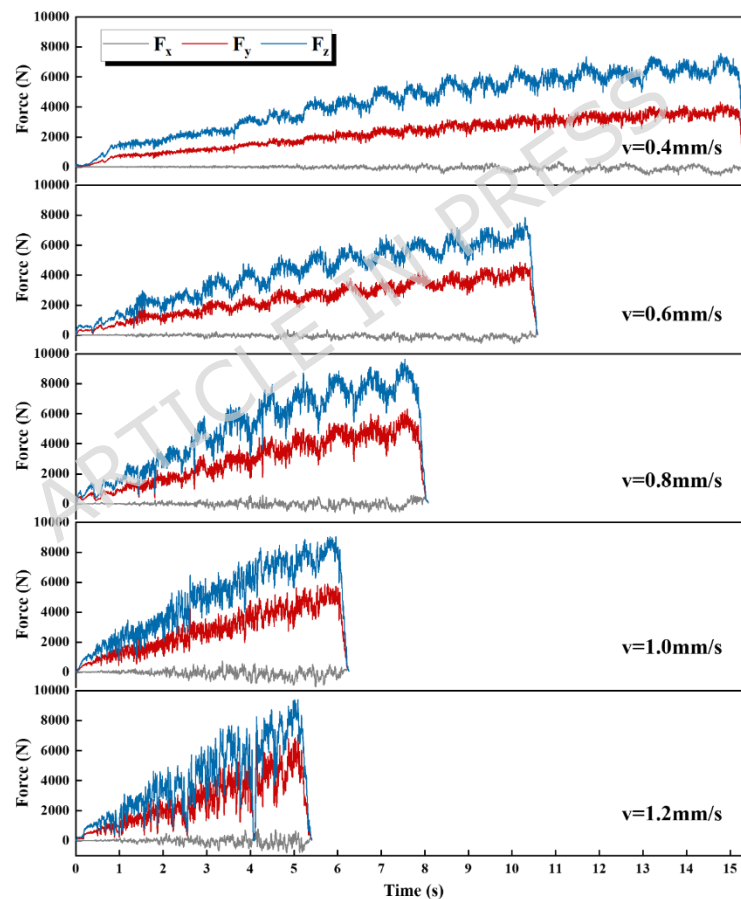 10000
8000
6000
4000
2000
0
Force (N)
Fx Fy Fz
v=0.4mm/s
10000
8000
6000
4000
2000
0
Force (N)
v=0.6mm/s
10000
8000
6000
4000
2000
0
Force (N)
v=0.8mm/s
10000
8000
6000
4000
2000
0
Force (N)
v=1.0mm/s
10000
8000
6000
4000
2000
0
Force (N)
v=1.2mm/s
0 1 2 3 4 5 6 7 8 9 10 11 12 13 14 15
Time (s)
ARTICLE IN PRESS